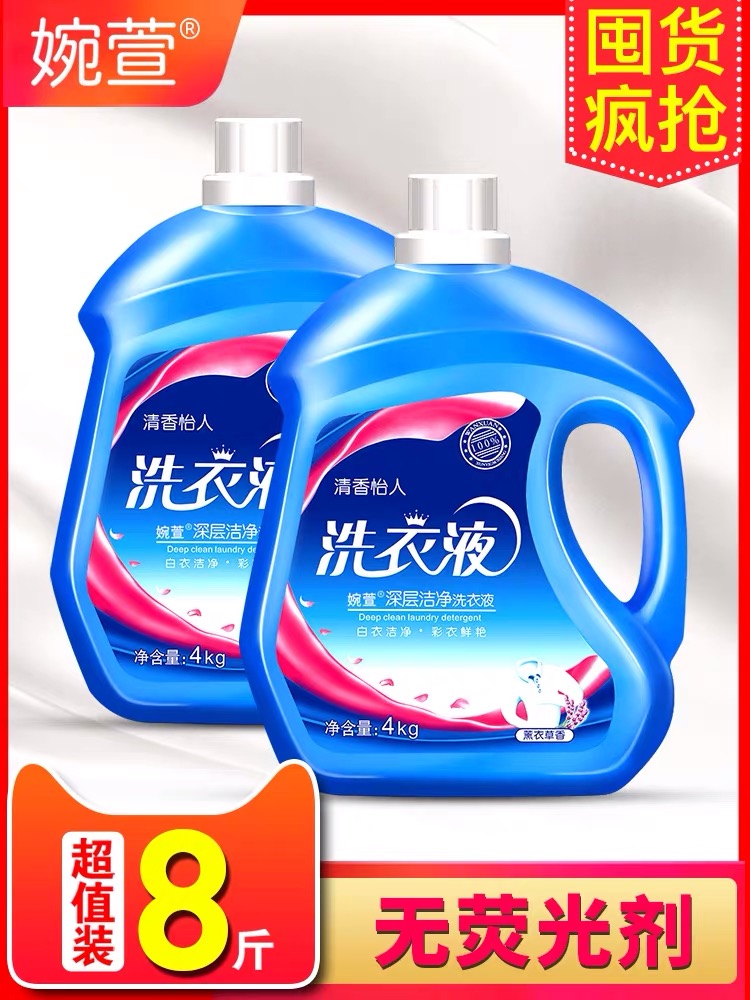 婉萱®
囤货
疯抢
清香怡人
洗衣液
婉萱®深层洁净
Deep clean laundry
白衣洁净·彩
净含量:4kg
WANXUAN
100%
清香怡人
洗衣液
婉萱®深层洁净洗衣液
Deep clean laundry detergent
白衣洁净·彩衣鲜艳
净含量:4kg
薰衣草香
超值装
8斤
无荧光剂